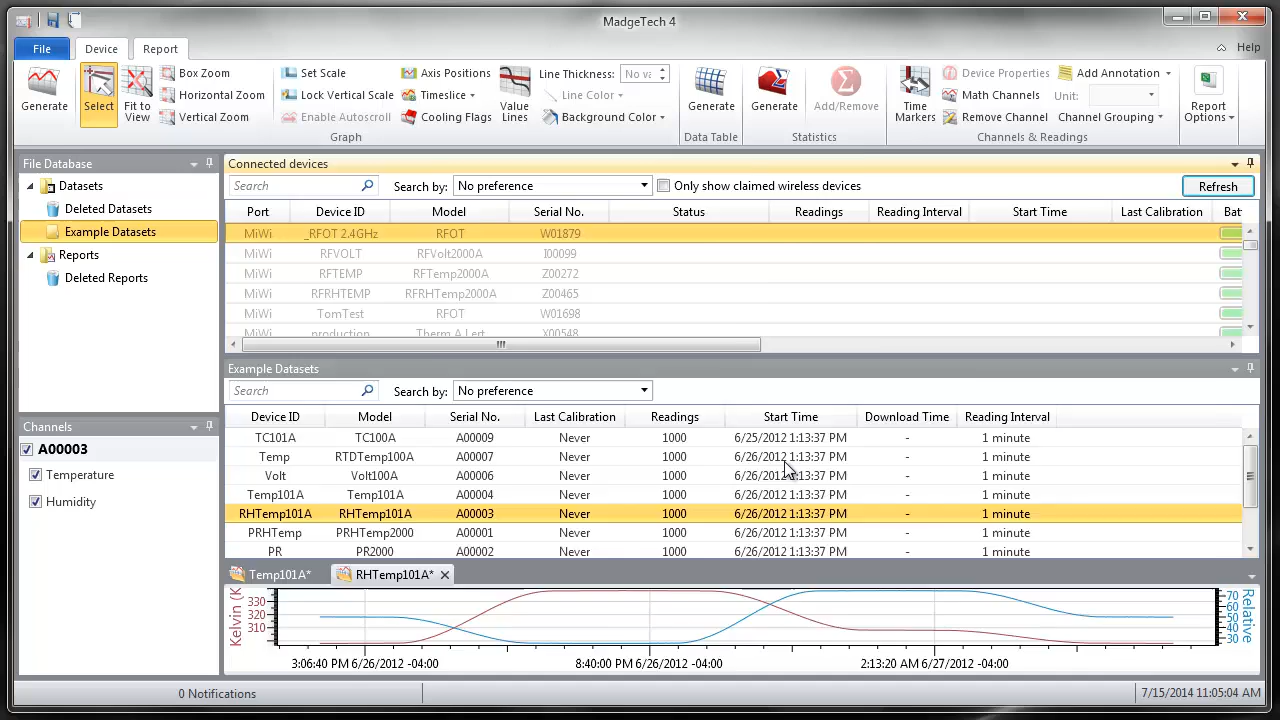 MadgeTech 4
File Device Report Help
Generate Select Fit to View Box Zoom Horizontal Zoom Vertical Zoom Set Scale Lock Vertical Scale Enable Autoscroll Axis Positions Timeslice Cooling Flags Value Lines Line Thickness: No va Line Color Background Color
Generate Generate Add/Remove Time Markers Device Properties Math Channels Remove Channel Add Annotation Unit: Channel Grouping Report Options
Graph Data Table Statistics Channels & Readings
File Database
Datasets
Deleted Datasets
Example Datasets
Reports
Deleted Reports
Channels
A00003
Temperature
Humidity
Connected devices
Search Search by: No preference Only show claimed wireless devices Refresh
Port Device ID Model Serial No. Status Readings Reading Interval Start Time Last Calibration Bat
MiWi _RFOT 2.4GHz RFOT W01879
MiWi RFVOLT RFVolt2000A I00099
MiWi RFTEMP RFTemp2000A Z00272
MiWi RFRHTEMP RFRHTemp2000A Z00465
MiWi TomTest RFOT W01698
MiWi production Therm.A.Lert X00548
Example Datasets
Search Search by: No preference
Device ID Model Serial No. Last Calibration Readings Start Time Download Time Reading Interval
TC101A TC100A A00009 Never 1000 6/25/2012 1:13:37 PM - 1 minute
Temp RTDTemp100A A00007 Never 1000 6/26/2012 1:13:37 PM - 1 minute
Volt Volt100A A00006 Never 1000 6/26/2012 1:13:37 PM - 1 minute
Temp101A Temp101A A00004 Never 1000 6/26/2012 1:13:37 PM - 1 minute
RHTemp101A RHTemp101A A00003 Never 1000 6/26/2012 1:13:37 PM - 1 minute
PRHTemp PRHTemp2000 A00001 Never 1000 6/26/2012 1:13:37 PM - 1 minute
PR PR2000 A00002 Never 1000 6/26/2012 1:13:37 PM - 1 minute
Temp101A* RHTemp101A*
Kelvin (K
330
320
310
70
60
50
40
30
Relative
3:06:40 PM 6/26/2012 -04:00 8:40:00 PM 6/26/2012 -04:00 2:13:20 AM 6/27/2012 -04:00
0 Notifications 7/15/2014 11:05:04 AM